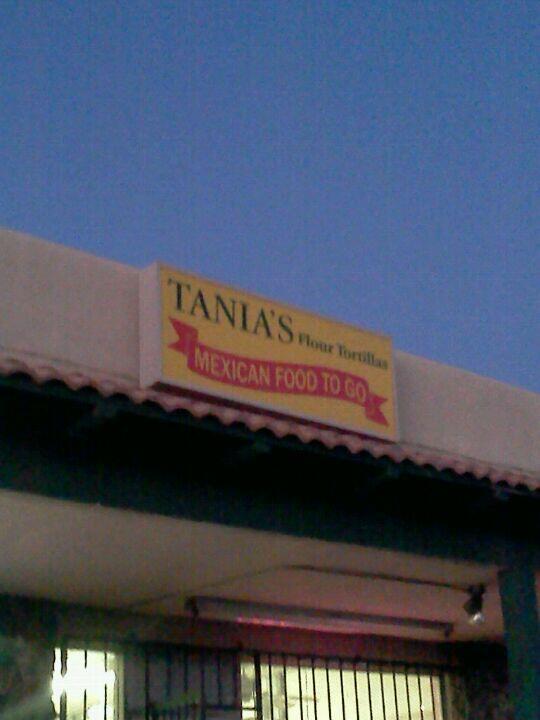 TANIA'S Flour Tortillas
MEXICAN FOOD TO GO